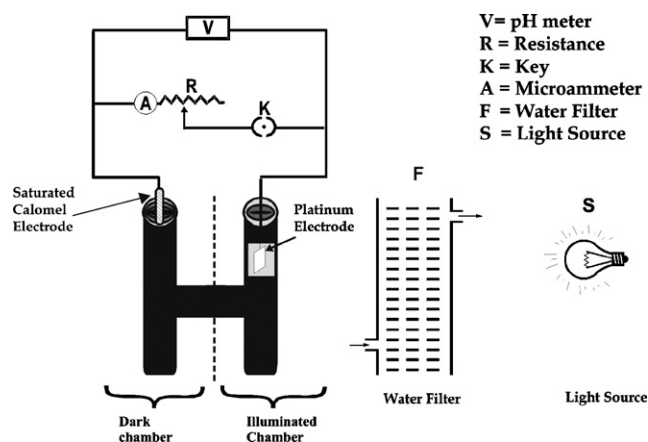 V= pH meter
R = Resistance
K = Key
A = Microammeter
F = Water Filter
S = Light Source
V
R
A
K
Saturated
Calomel
Electrode
Platinum
Electrode
F
S
Dark
chamber
Illuminated
Chamber
Water Filter
Light Source